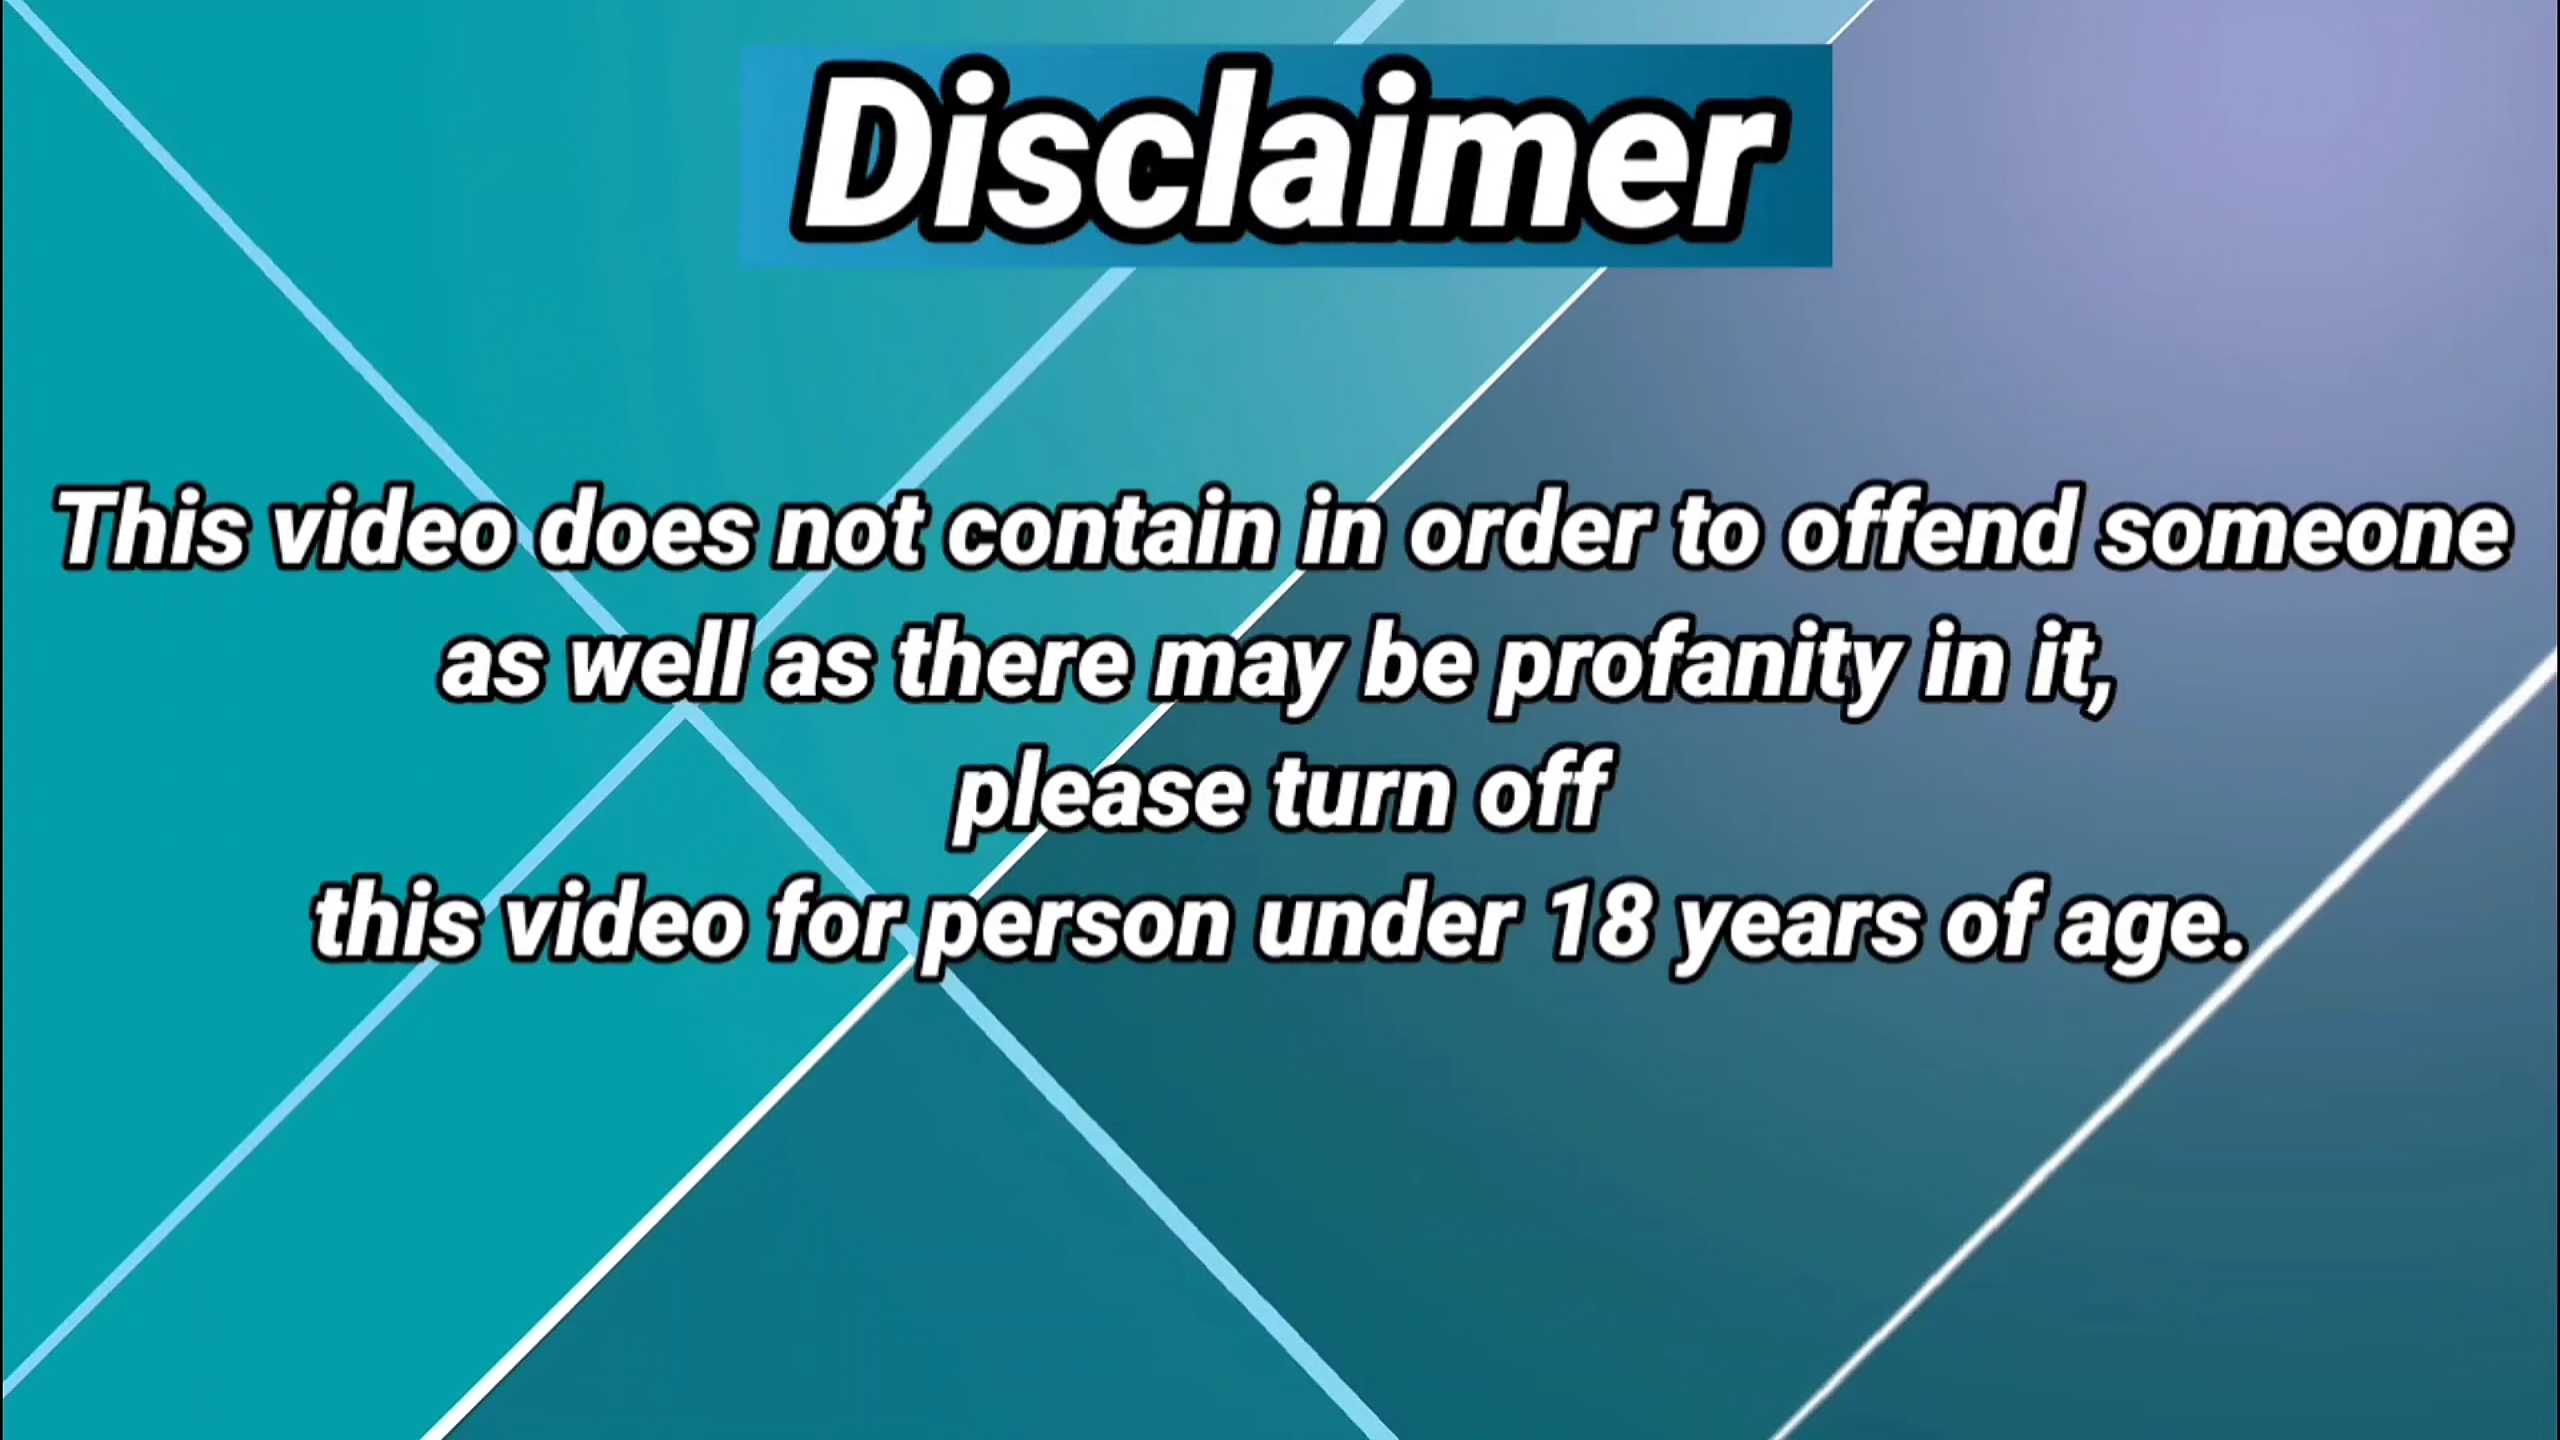 Disclaimer
This video does not contain in order to offend someone
as well as there may be profanity in it,
please turn off
this video for person under 18 years of age.